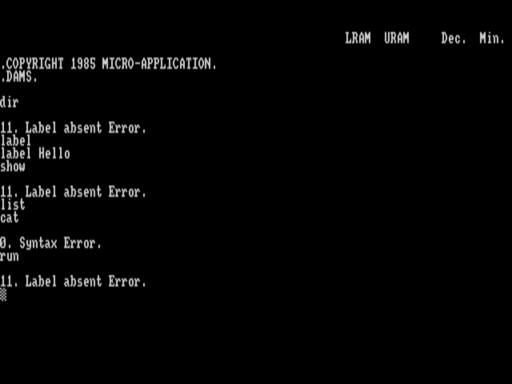 LRAM URAM Dec. Min.
.COPYRIGHT 1985 MICRO-APPLICATION.
.DAMS.
dir
11. Label absent Error.
label
label Hello
show
11. Label absent Error.
list
cat
0. Syntax Error.
run
11. Label absent Error.